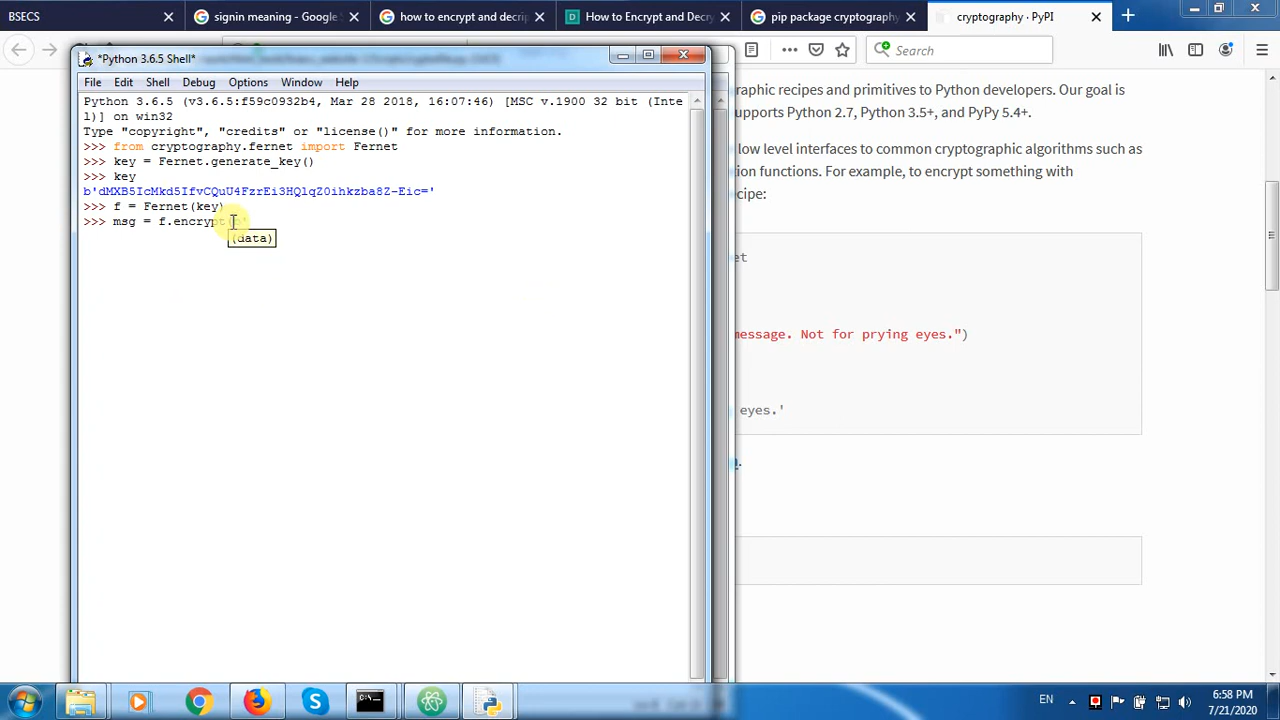 BSECS
signin meaning - Google S
how to encrypt and decrip
How to Encrypt and Decry
pip package cryptography
cryptography · PyPI
Search
*Python 3.6.5 Shell*
File Edit Shell Debug Options Window Help
Python 3.6.5 (v3.6.5:f59c0932b4, Mar 28 2018, 16:07:46) [MSC v.1900 32 bit (Inte
l)] on win32
Type "copyright", "credits" or "license()" for more information.
>>> from cryptography.fernet import Fernet
>>> key = Fernet.generate_key()
>>> key
b'dMXB5IcMkd5IfvCQuU4FzrEi3HQlqZ0ihkzba8Z-Eic='
>>> f = Fernet(key)
>>> msg = f.encrypt(b'
(data)
graphic recipes and primitives to Python developers. Our goal is
upports Python 2.7, Python 3.5+, and PyPy 5.4+.
low level interfaces to common cryptographic algorithms such as
ion functions. For example, to encrypt something with
cipe:
et
message. Not for prying eyes.")
eyes.'
EN
6:58 PM
7/21/2020